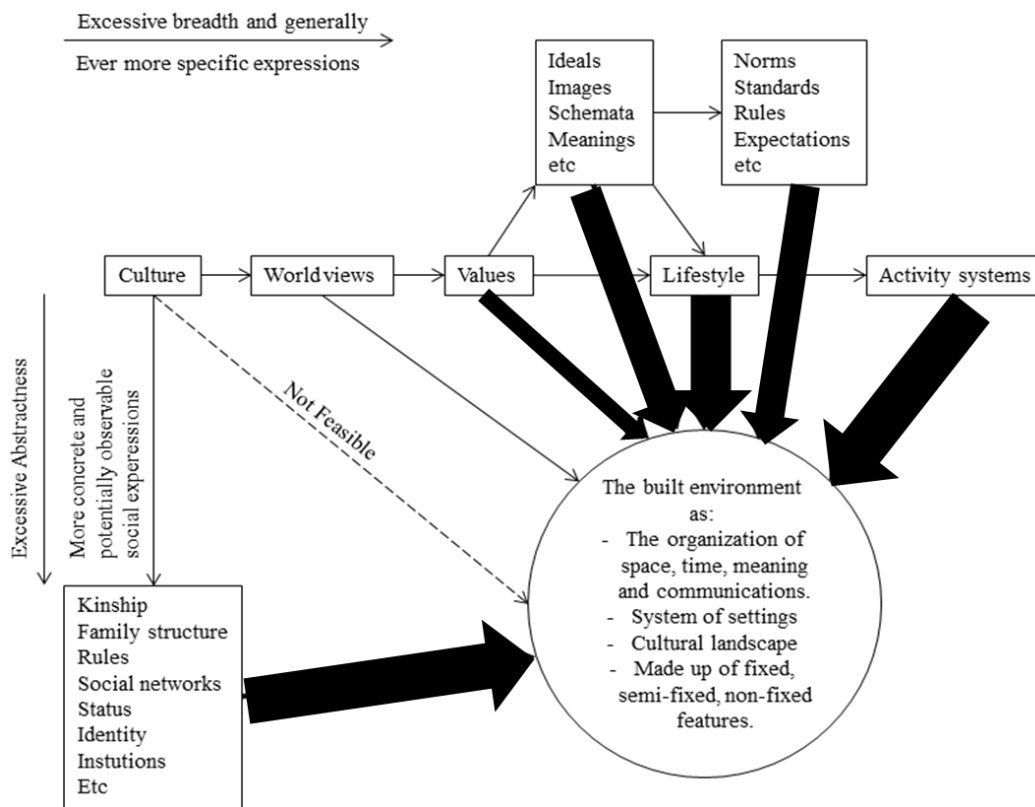 Excessive breadth and generally
Ever more specific expressions
Ideals
Images
Schemata
Meanings
etc
Norms
Standards
Rules
Expectations
etc
Culture
World views
Values
Lifestyle
Activity systems
Excessive Abstractness
More concrete and
potentially observable
social experessions
Not Feasible
Kinship
Family structure
Rules
Social networks
Status
Identity
Instutions
Etc
The built environment
as:
- The organization of
space, time, meaning
and communications.
- System of settings
- Cultural landscape
- Made up of fixed,
semi-fixed, non-fixed
features.